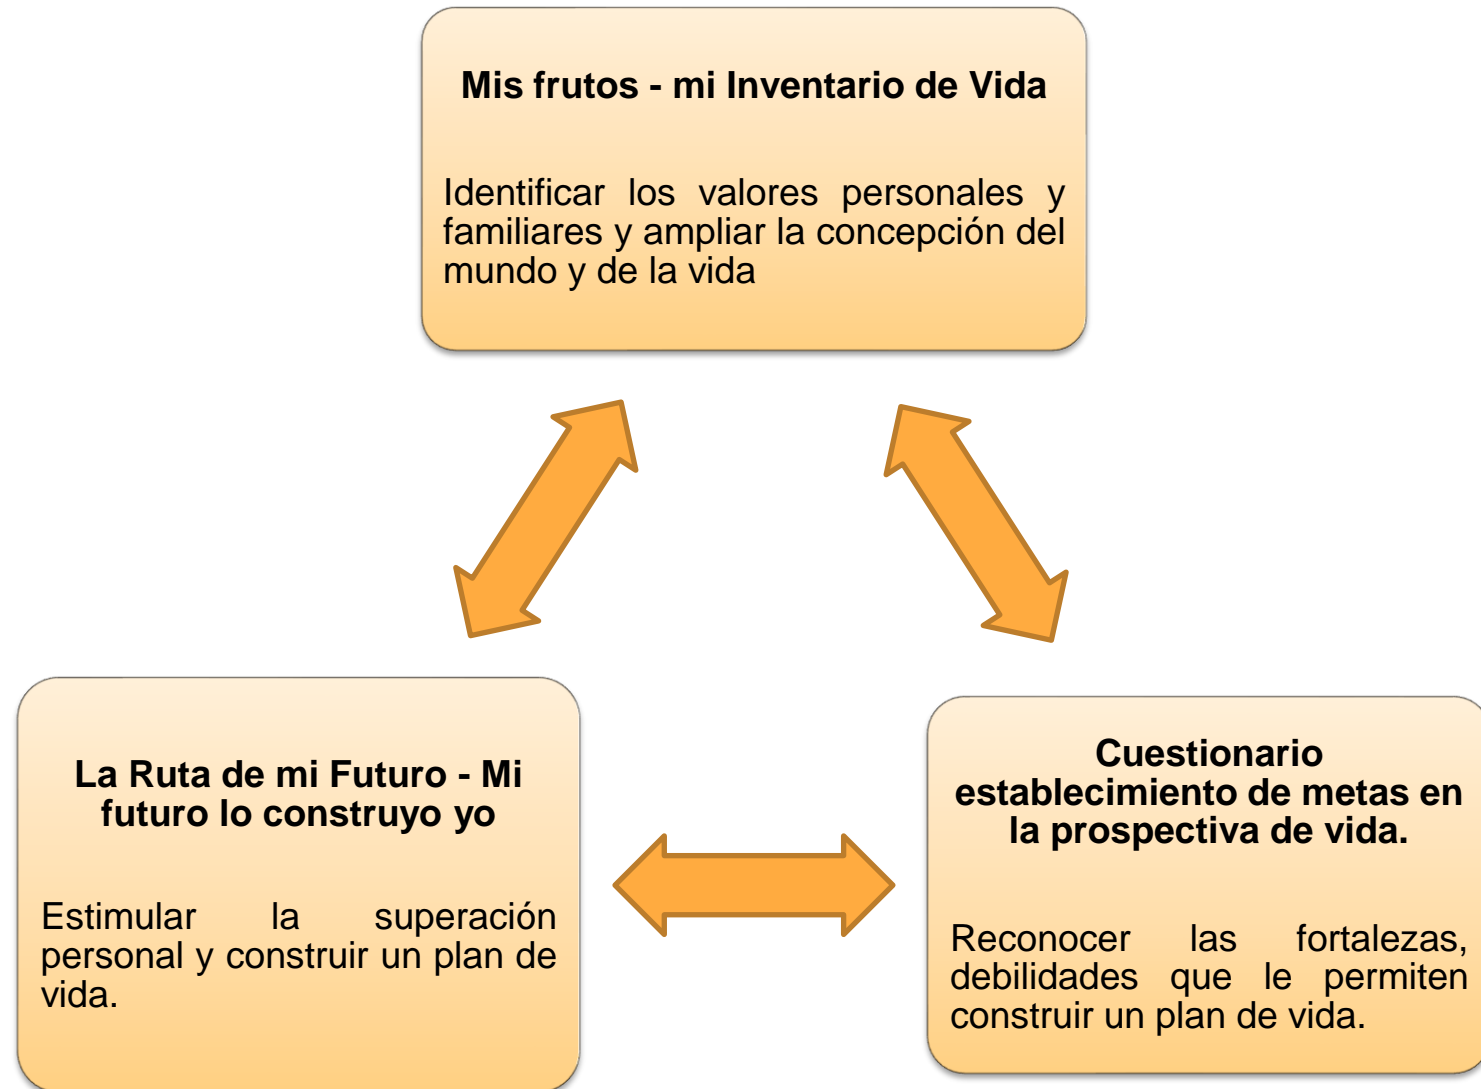 Mis frutos - mi Inventario de Vida
Identificar los valores personales y
familiares y ampliar la concepción del
mundo y de la vida
La Ruta de mi Futuro - Mi
futuro lo construyo yo
Estimular la superación
personal y construir un plan de
vida.
Cuestionario
establecimiento de metas en
la prospectiva de vida.
Reconocer las fortalezas,
debilidades que le permiten
construir un plan de vida.